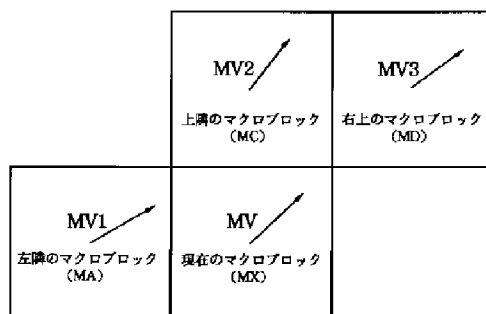 MV2
上隣のマクロブロック
(MC)
MV3
右上のマクロブロック
(MD)
MV1
左隣のマクロブロック
(MA)
MV
現在のマクロブロック
(MX)